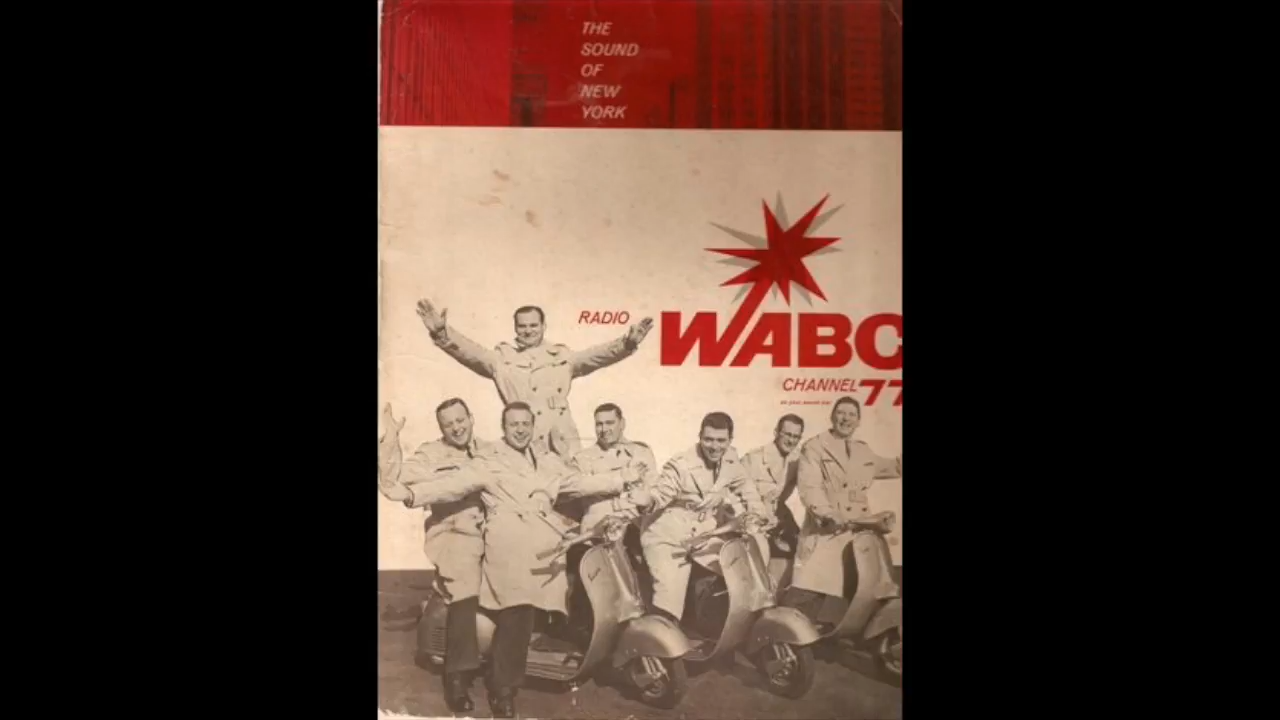 THE
SOUND
OF
NEW
YORK
RADIO
WABC
CHANNEL 77